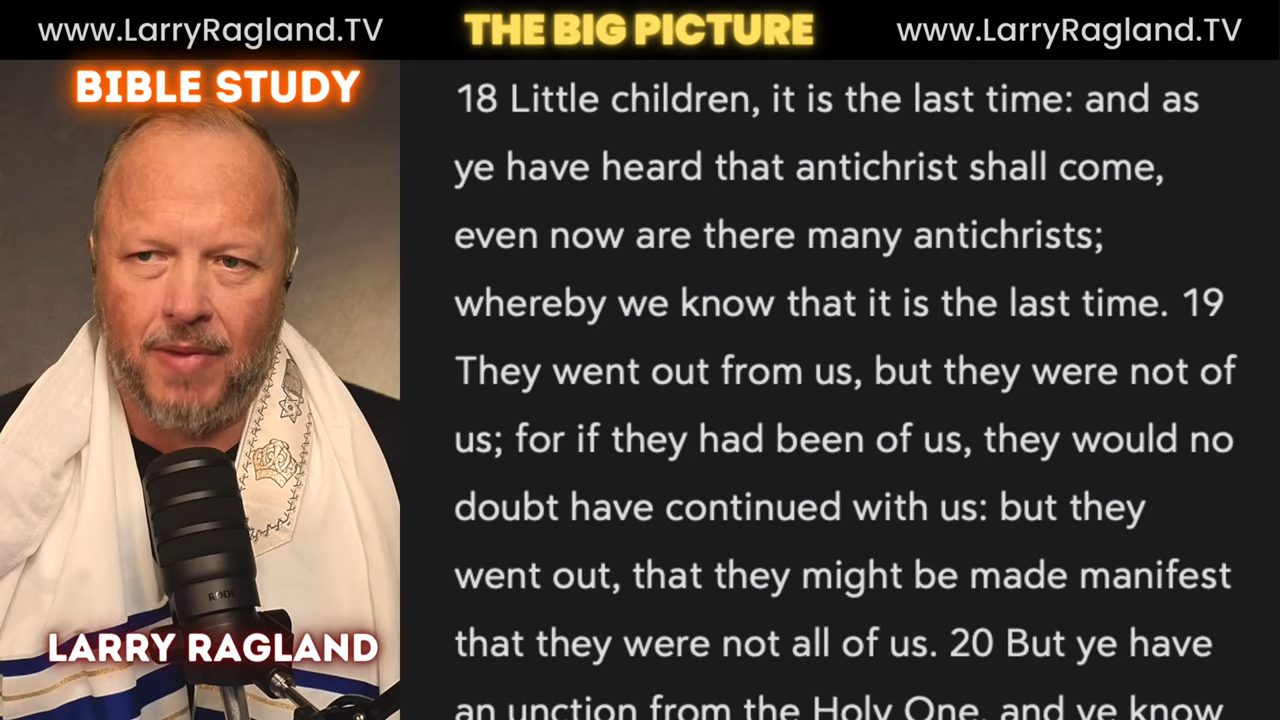 www.LarryRagland.TV
THE BIG PICTURE
www.LarryRagland.TV
BIBLE STUDY
18 Little children, it is the last time: and as
ye have heard that antichrist shall come,
even now are there many antichrists;
whereby we know that it is the last time. 19
They went out from us, but they were not of
us; for if they had been of us, they would no
doubt have continued with us: but they
went out, that they might be made manifest
that they were not all of us. 20 But ye have
an unction from the Holy One, and ye know
RODE
LARRY RAGLAND